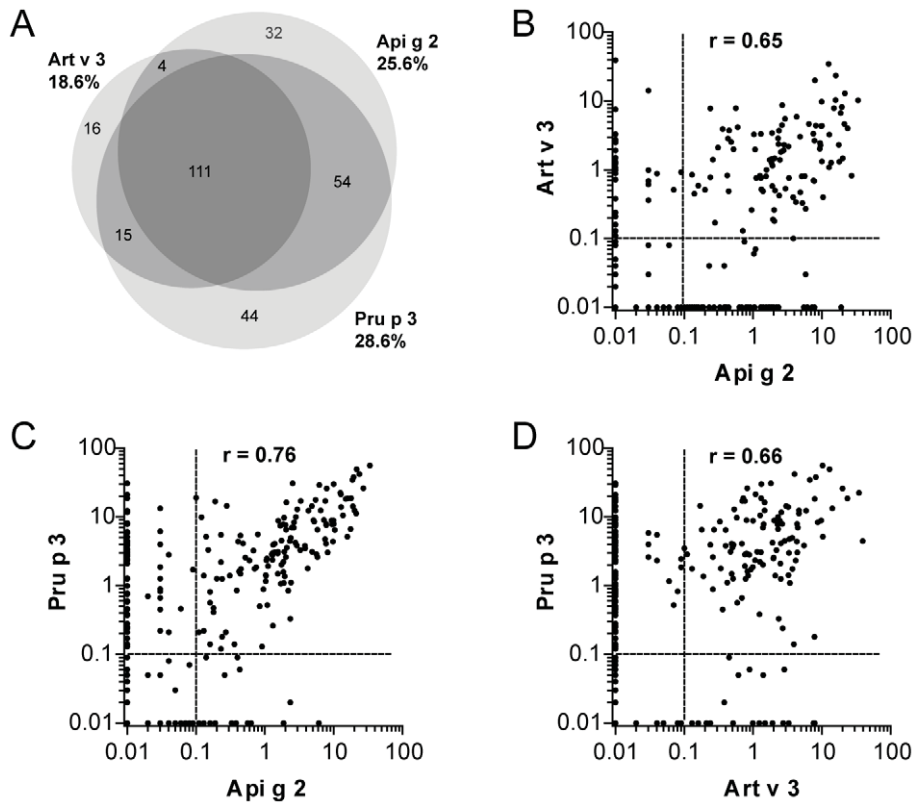 A
Art v 3
18.6%
Api g 2
25.6%
Pru p 3
28.6%
32
4
16
111
54
15
44
B
r = 0.65
Art v 3
100
10
1
0.1
0.01
0.01 0.1 1 10 100
Api g 2
C
r = 0.76
Pru p 3
100
10
1
0.1
0.01
0.01 0.1 1 10 100
Api g 2
D
r = 0.66
Pru p 3
100
10
1
0.1
0.01
0.01 0.1 1 10 100
Art v 3